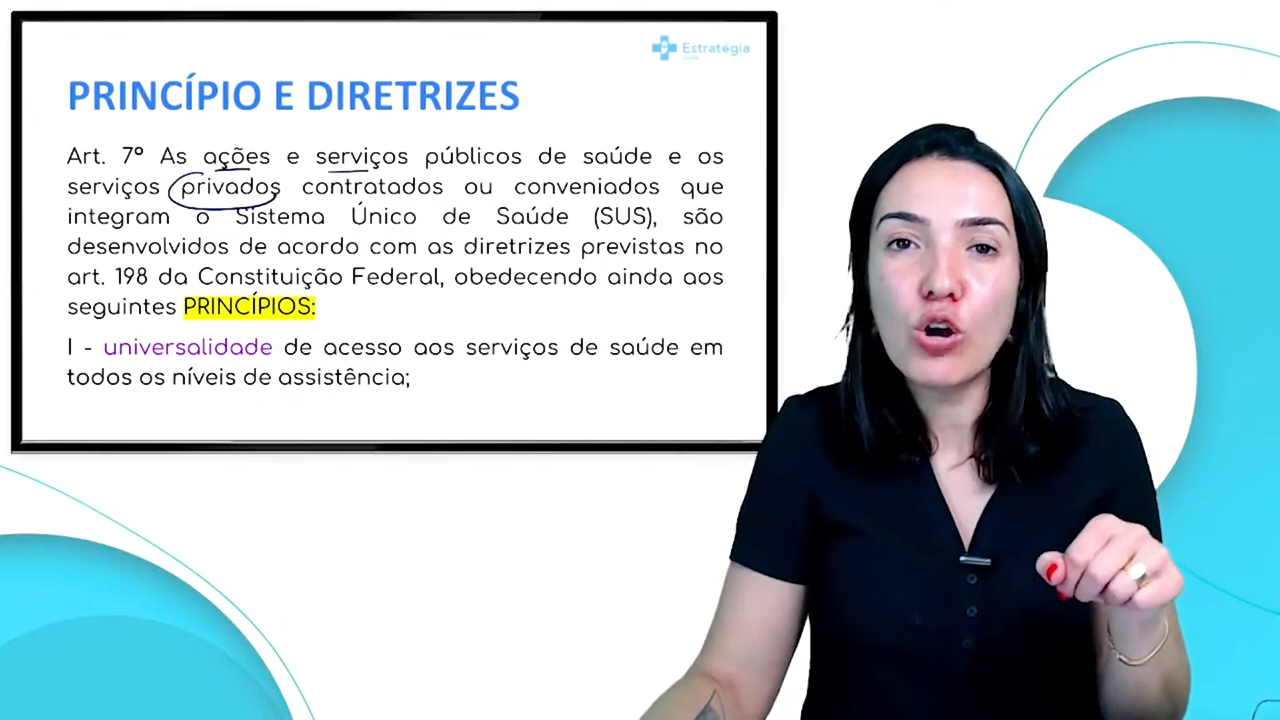 Estratégia
PRINCÍPIO E DIRETRIZES
Art. 7º As ações e serviços públicos de saúde e os
serviços privados contratados ou conveniados que
integram o Sistema Único de Saúde (SUS), são
desenvolvidos de acordo com as diretrizes previstas no
art. 198 da Constituição Federal, obedecendo ainda aos
seguintes PRINCÍPIOS:
I - universalidade de acesso aos serviços de saúde em
todos os níveis de assistência;